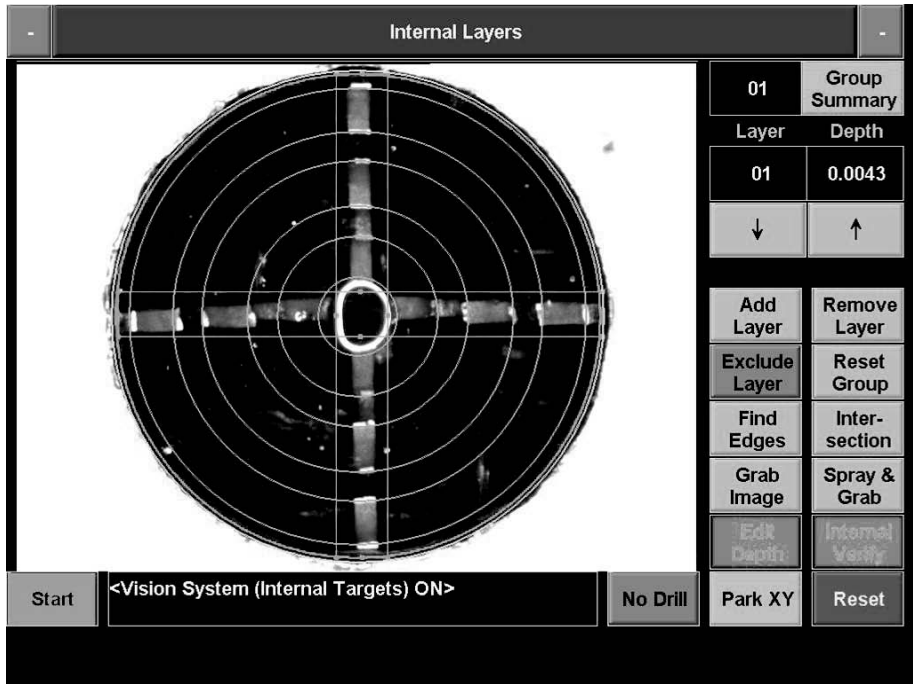 -
Internal Layers
-
01
Group
Summary
Layer
Depth
01
0.0043
↓
↑
Add
Layer
Remove
Layer
Exclude
Layer
Reset
Group
Find
Edges
Inter-
section
Grab
Image
Spray &
Grab
Edit
Depth
Internal
Verify
Start
<Vision System (Internal Targets) ON>
No Drill
Park XY
Reset